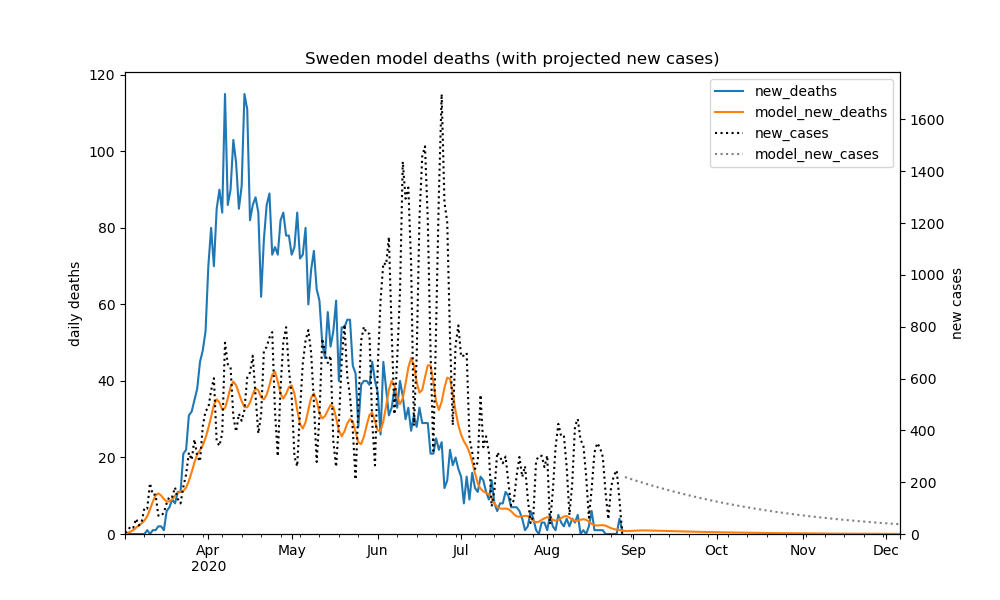 Sweden model deaths (with projected new cases)
new_deaths
model_new_deaths
new_cases
model_new_cases
120
100
80
60
40
20
0
daily deaths
1600
1400
1200
1000
800
600
400
200
0
new cases
Apr
2020
May
Jun
Jul
Aug
Sep
Oct
Nov
Dec